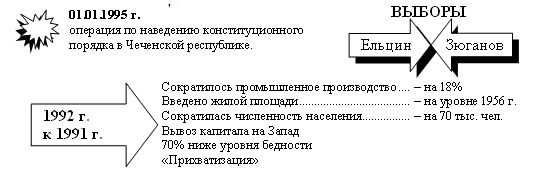 01.01.1995 г.
операция по наведению конституционного
порядка в Чеченской республике.
ВЫБОРЫ
Ельцин Зюганов
1992 г.
к 1991 г.
Сократилось промышленное производство .... – на 18%
Введено жилой площади........................................ – на уровне 1956 г.
Сократилась численность населения................. – на 70 тыс. чел.
Вывоз капитала на Запад
70% ниже уровня бедности
«Прихватизация»